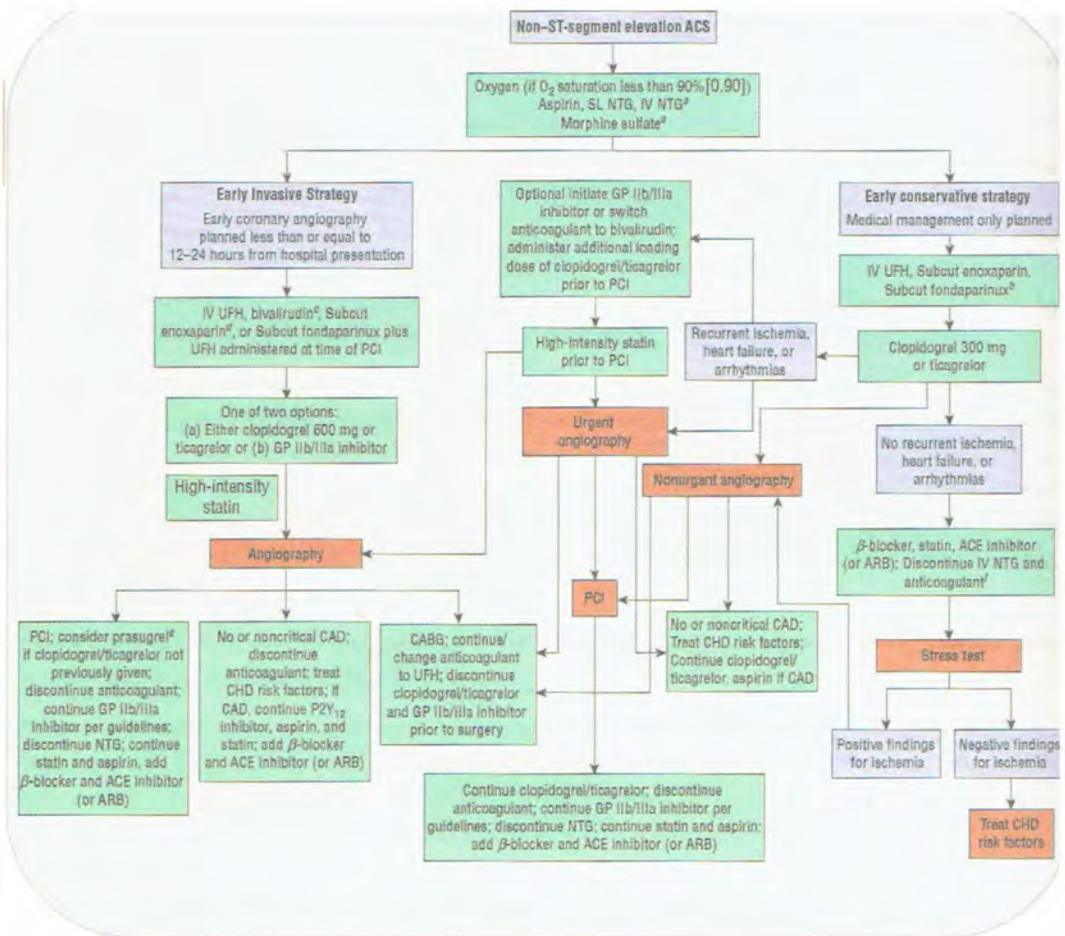 Non–ST-segment elevation ACS
Oxygen (if O₂ saturation less than 90% [0.90])
Aspirin, SL NTG, IV NTGᵃ
Morphine sulfateᵃ
Early Invasive Strategy
Early coronary angiography
planned less than or equal to
12–24 hours from hospital presentation
IV UFH, bivalirudinᶜ, Subcut
enoxaparinᵈ, or Subcut fondaparinux plus
UFH administered at time of PCI
One of two options:
(a) Either clopidogrel 600 mg or
ticagrelor or (b) GP IIb/IIIa inhibitor
High-intensity
statin
Angiography
PCI; consider prasugrelᵉ
if clopidogrel/ticagrelor not
previously given;
discontinue anticoagulant;
continue GP IIb/IIIa
inhibitor per guidelines;
discontinue NTG; continue
statin and aspirin, add
β-blocker and ACE inhibitor
(or ARB)
No or noncritical CAD;
discontinue
anticoagulant; treat
CHD risk factors; if
CAD, continue P2Y₁₂
inhibitor, aspirin, and
statin; add β-blocker
and ACE inhibitor (or ARB)
CABG; continue/
change anticoagulant
to UFH; discontinue
clopidogrel/ticagrelor
and GP IIb/IIIa inhibitor
prior to surgery
Optional initiate GP IIb/IIIa
inhibitor or switch
anticoagulant to bivalirudin;
administer additional loading
dose of clopidogrel/ticagrelor
prior to PCI
High-intensity statin
prior to PCI
Urgent
angiography
Recurrent ischemia,
heart failure, or
arrhythmias
Nonurgent angiography
PCI
No or noncritical CAD;
Treat CHD risk factors;
Continue clopidogrel/
ticagrelor, aspirin if CAD
Continue clopidogrel/ticagrelor; discontinue
anticoagulant; continue GP IIb/IIIa inhibitor per
guidelines; discontinue NTG; continue statin and aspirin;
add β-blocker and ACE inhibitor (or ARB)
Early conservative strategy
Medical management only planned
IV UFH, Subcut enoxaparin,
Subcut fondaparinux
Clopidogrel 300 mg
or ticagrelor
No recurrent ischemia,
heart failure, or
arrhythmias
β-blocker, statin, ACE inhibitor
(or ARB); Discontinue IV NTG and
anticoagulantᶠ
Stress test
Positive findings
for ischemia
Negative findings
for ischemia
Treat CHD
risk factors